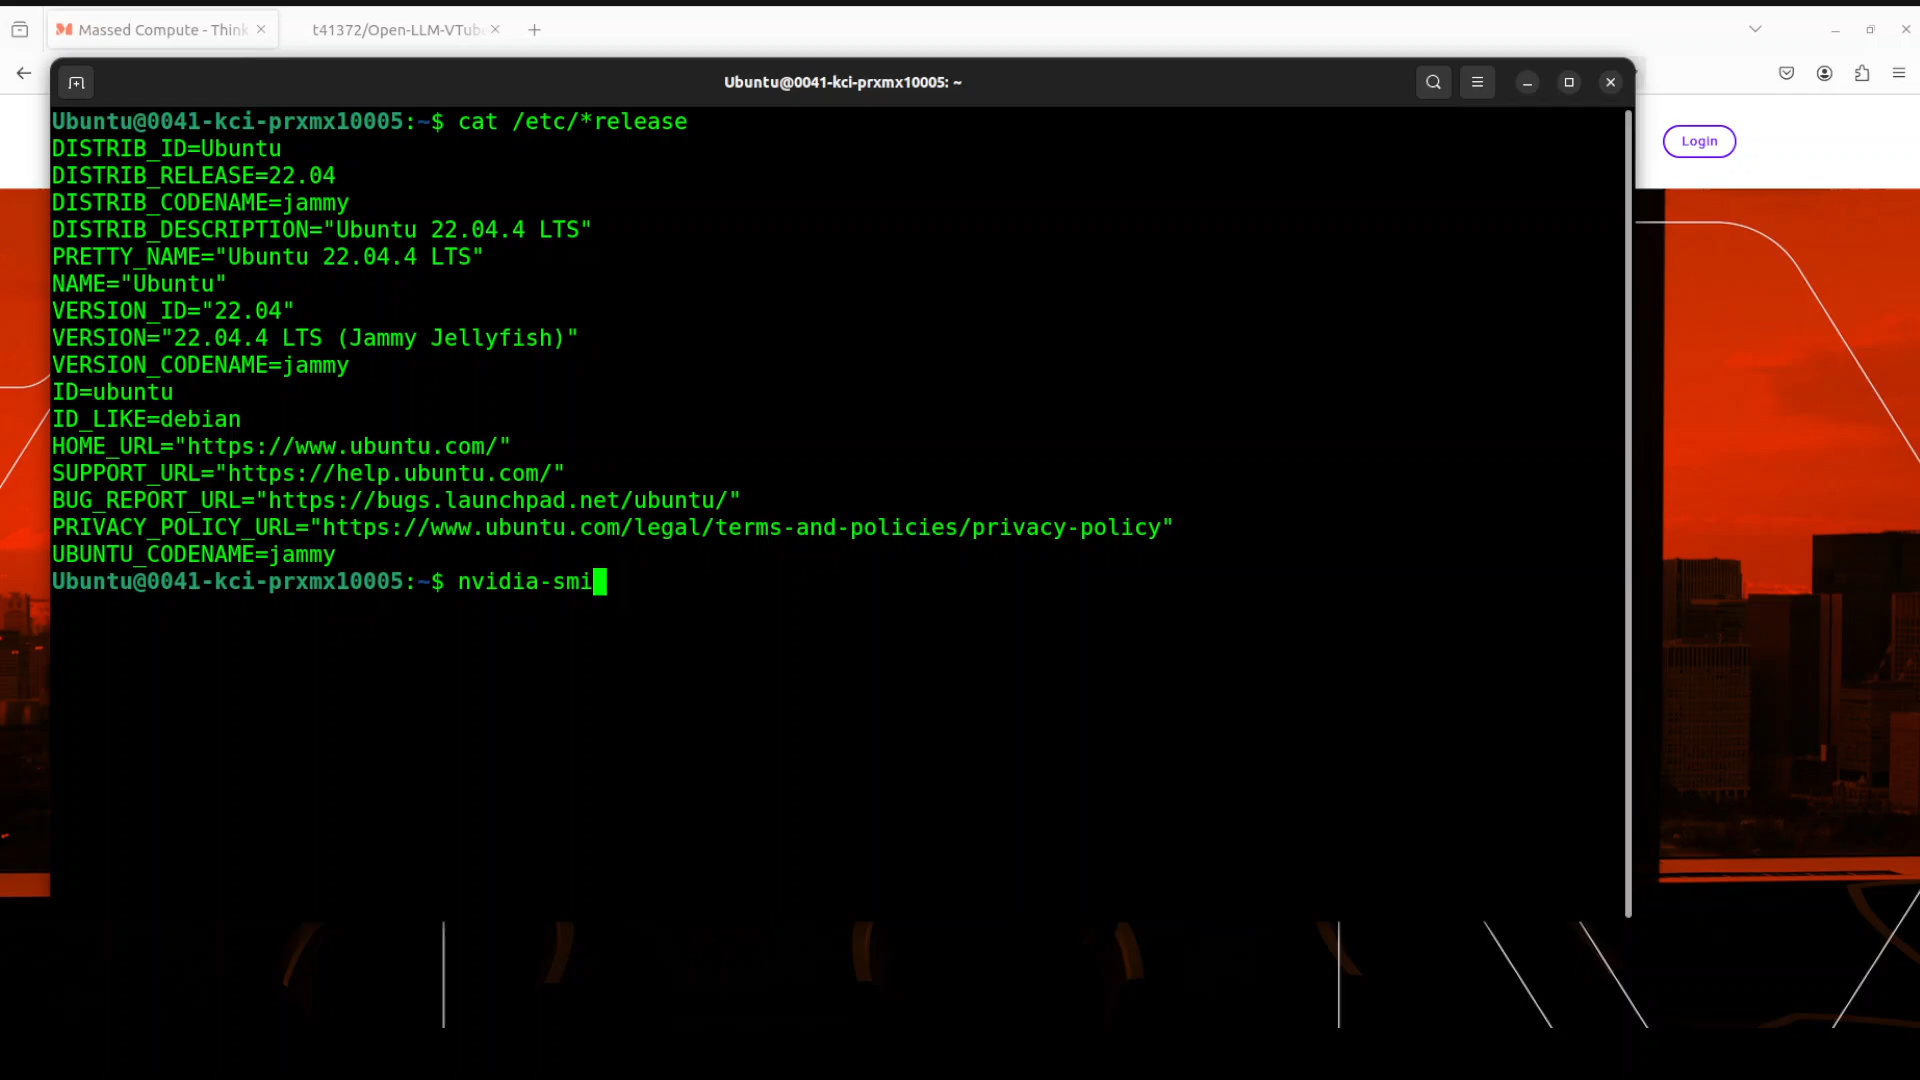 Massed Compute - Think
t41372/Open-LLM-VTube
Ubuntu@0041-kci-prxmx10005: ~
Login
Ubuntu@0041-kci-prxmx10005:~$ cat /etc/*release
DISTRIB_ID=Ubuntu
DISTRIB_RELEASE=22.04
DISTRIB_CODENAME=jammy
DISTRIB_DESCRIPTION="Ubuntu 22.04.4 LTS"
PRETTY_NAME="Ubuntu 22.04.4 LTS"
NAME="Ubuntu"
VERSION_ID="22.04"
VERSION="22.04.4 LTS (Jammy Jellyfish)"
VERSION_CODENAME=jammy
ID=ubuntu
ID_LIKE=debian
HOME_URL="https://www.ubuntu.com/"
SUPPORT_URL="https://help.ubuntu.com/"
BUG_REPORT_URL="https://bugs.launchpad.net/ubuntu/"
PRIVACY_POLICY_URL="https://www.ubuntu.com/legal/terms-and-policies/privacy-policy"
UBUNTU_CODENAME=jammy
Ubuntu@0041-kci-prxmx10005:~$ nvidia-smi